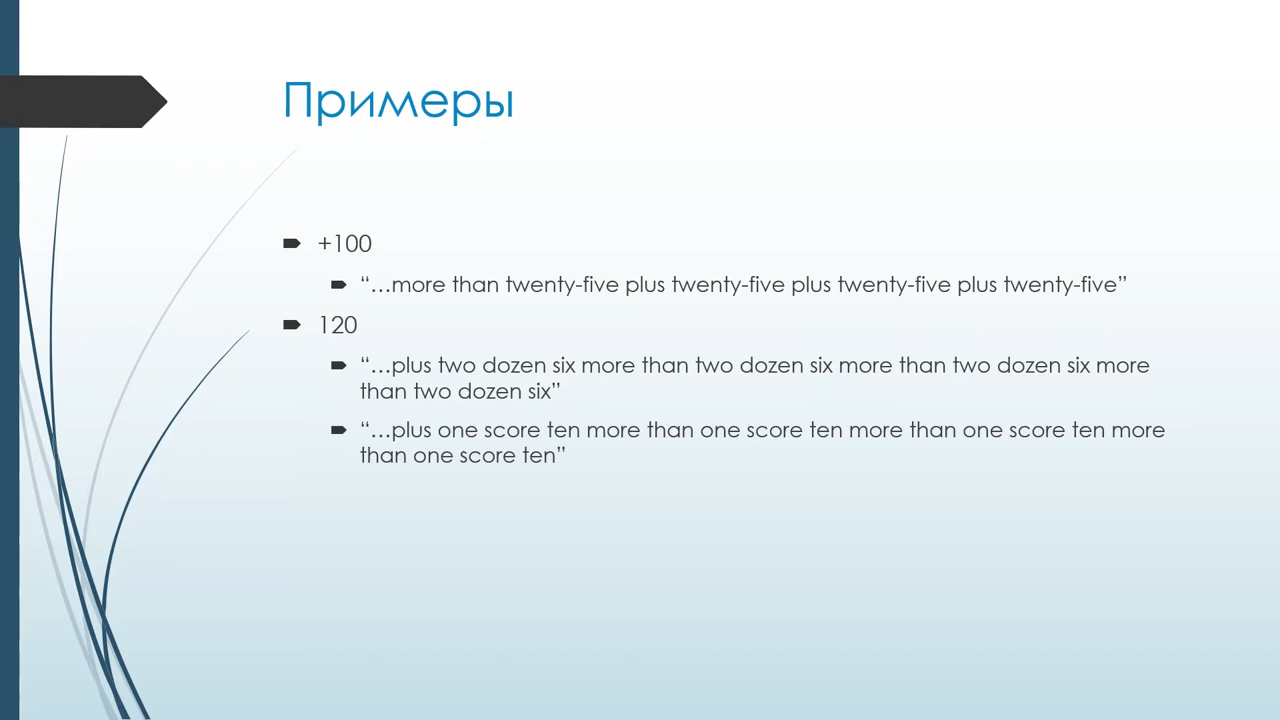 Примеры
+100
“…more than twenty-five plus twenty-five plus twenty-five plus twenty-five”
120
“…plus two dozen six more than two dozen six more than two dozen six more
than two dozen six”
“…plus one score ten more than one score ten more than one score ten more
than one score ten”